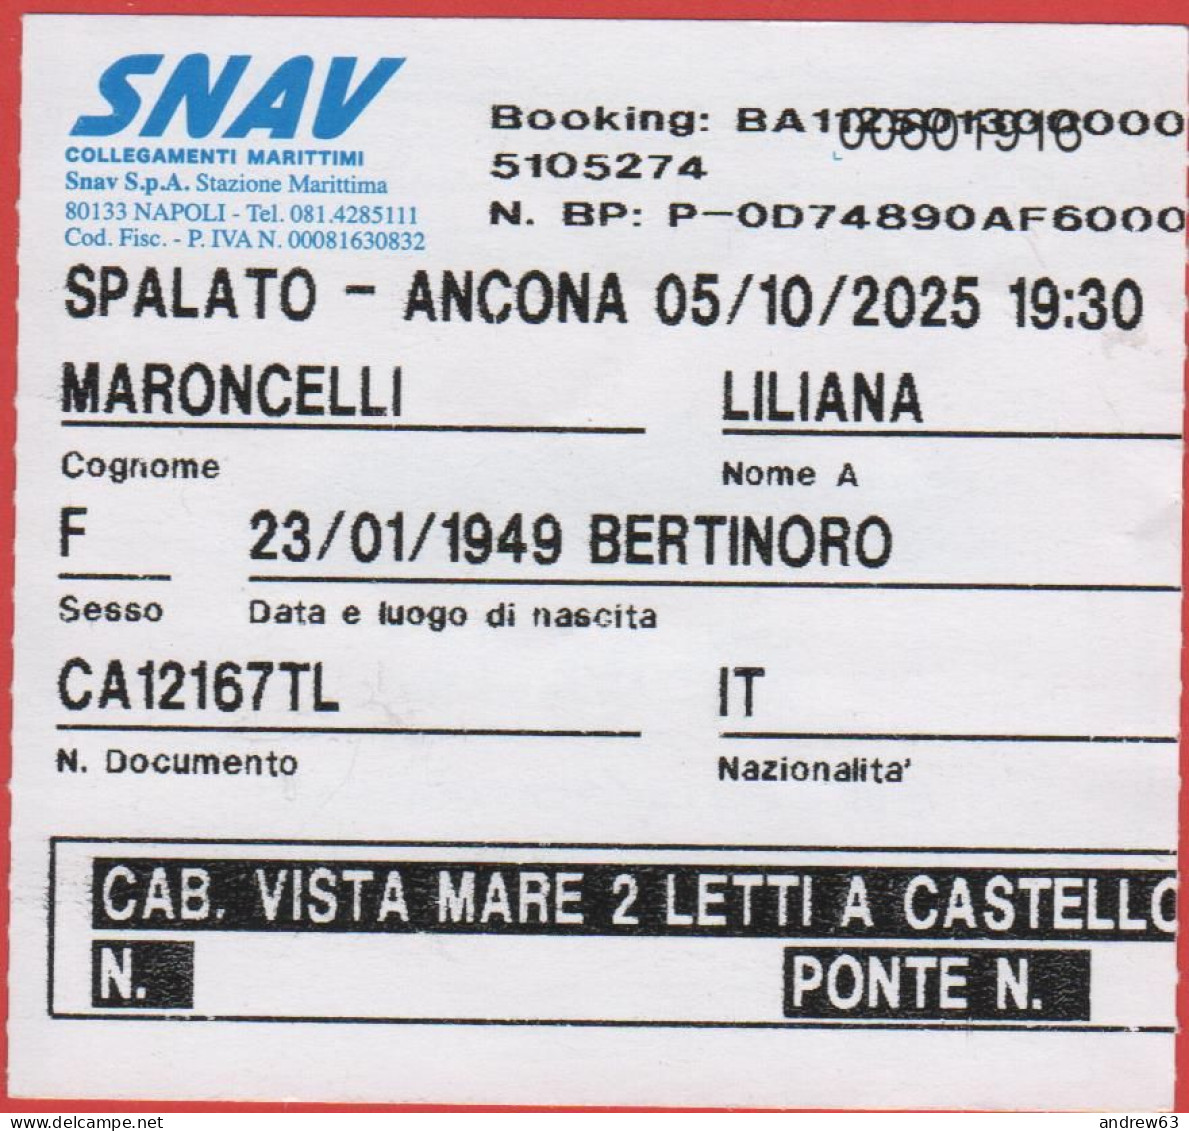 SNAV
COLLEGAMENTI MARITTIMI
Snav S.p.A. Stazione Marittima
80133 NAPOLI - Tel. 081.4285111
Cod. Fisc. - P. IVA N. 00081630832
Booking:
5105274
N. BP: P-0D74890AF6000
SPALATO - ANCONA 05/10/2025 19:30
MARONCELLI LILIANA
Cognome Nome A
F 23/01/1949 BERTINORO
Sesso Data e luogo di nascita
CA12167TL IT
N. Documento Nazionalita'
CAB. VISTA MARE 2 LETTI A CASTELLO
N. PONTE N.
www.delcampe.net andrew63